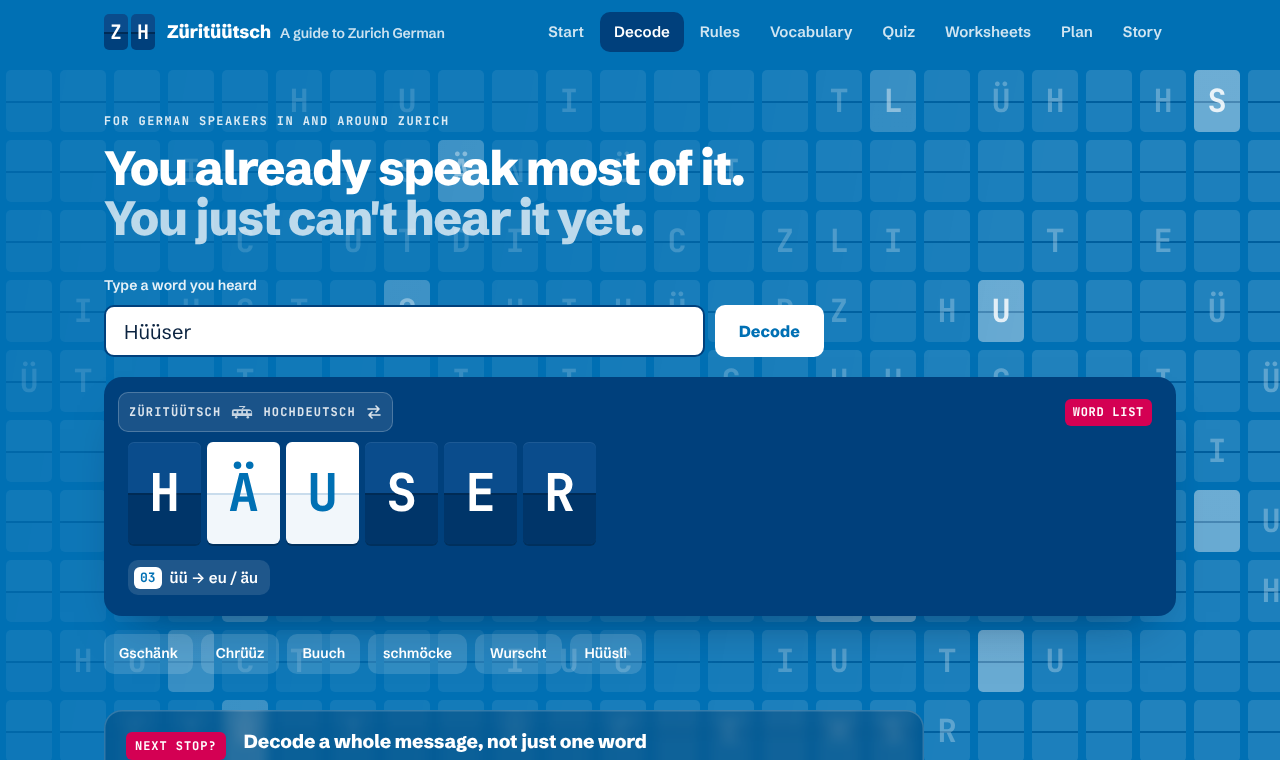 Z H Züritüütsch A guide to Zurich German Start Decode Rules Vocabulary Quiz Worksheets Plan Story
FOR GERMAN SPEAKERS IN AND AROUND ZURICH
You already speak most of it.
You just can't hear it yet.
Type a word you heard
Hüüser Decode
ZÜRITÜÜTSCH HOCHDEUTSCH WORD LIST
HÄUSER
03 üü → eu / äu
Gschänk Chrüüz Buuch schmöcke Wurscht Hüüsli
NEXT STOP? Decode a whole message, not just one word